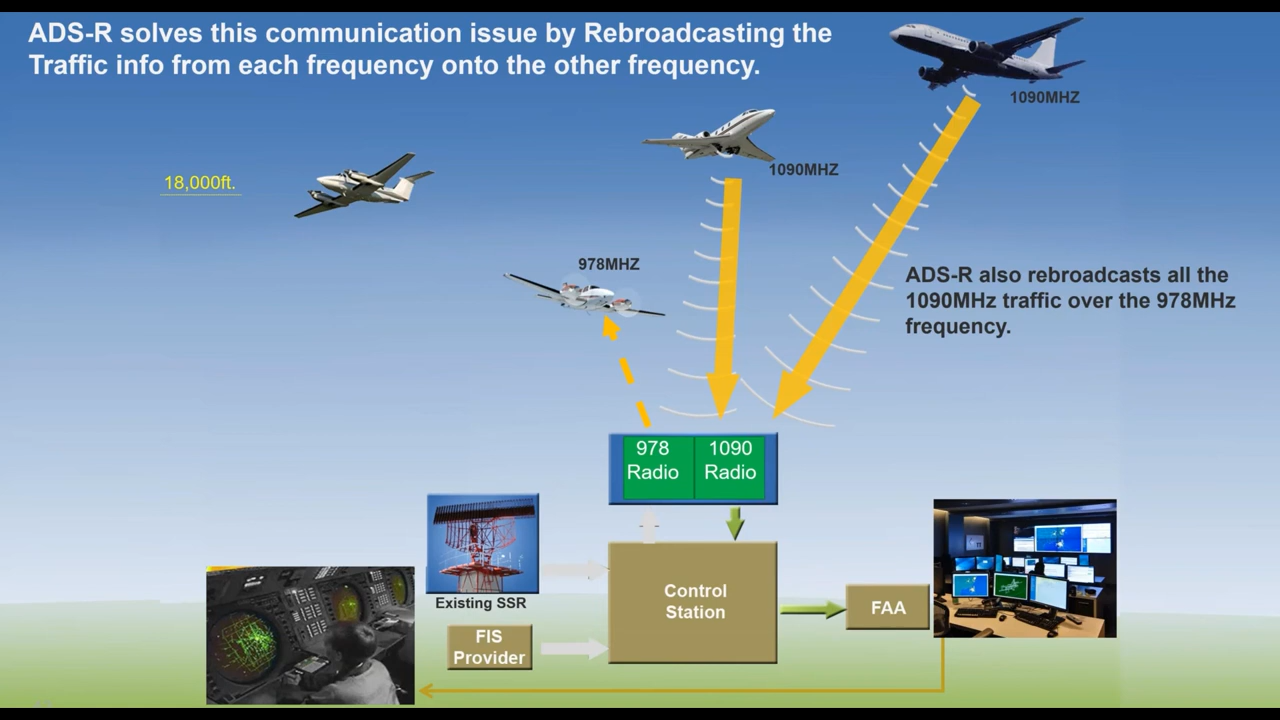 ADS-R solves this communication issue by Rebroadcasting the
Traffic info from each frequency onto the other frequency.
1090MHZ
1090MHZ
18,000ft.
978MHZ
ADS-R also rebroadcasts all the
1090MHz traffic over the 978MHz
frequency.
978
Radio
1090
Radio
Existing SSR
Control
Station
FAA
FIS
Provider